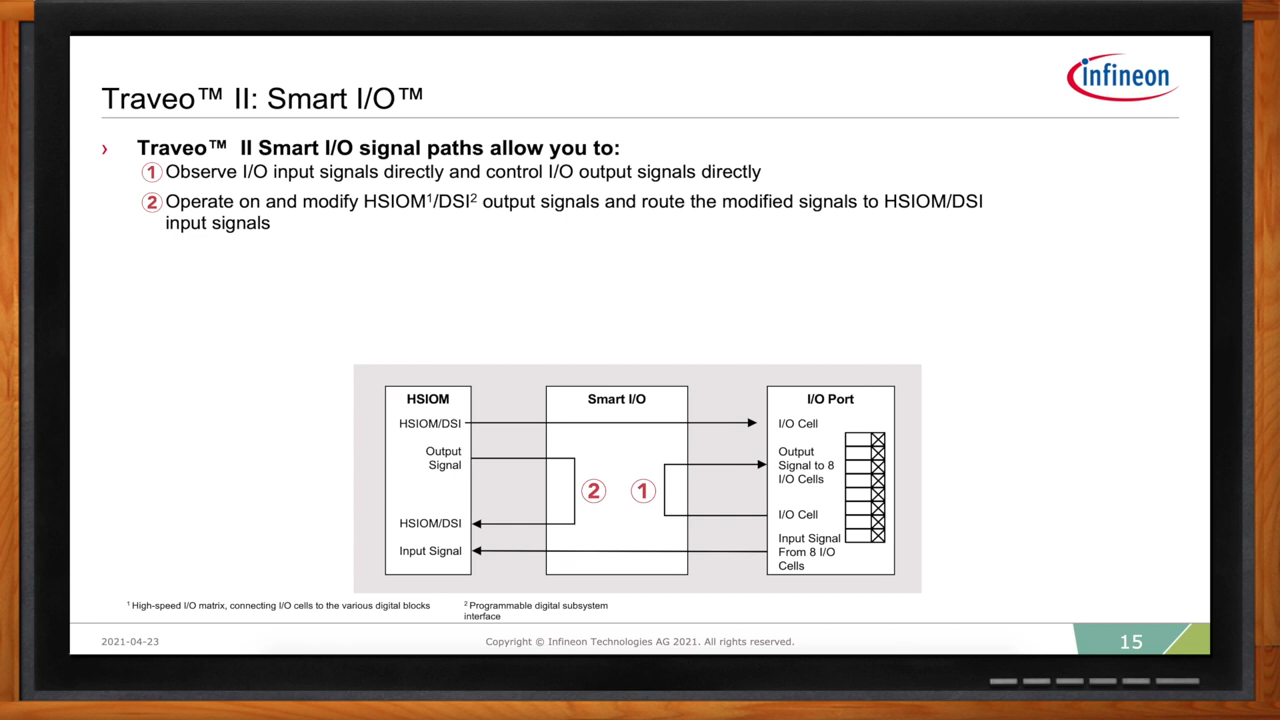 infineon
Traveo™ II: Smart I/O™
› Traveo™ II Smart I/O signal paths allow you to:
① Observe I/O input signals directly and control I/O output signals directly
② Operate on and modify HSIOM¹/DSI² output signals and route the modified signals to HSIOM/DSI
input signals
HSIOM
HSIOM/DSI
Output
Signal
HSIOM/DSI
Input Signal
Smart I/O
②
①
I/O Port
I/O Cell
Output
Signal to 8
I/O Cells
I/O Cell
Input Signal
From 8 I/O
Cells
¹ High-speed I/O matrix, connecting I/O cells to the various digital blocks
² Programmable digital subsystem
interface
2021-04-23
Copyright © Infineon Technologies AG 2021. All rights reserved.
15